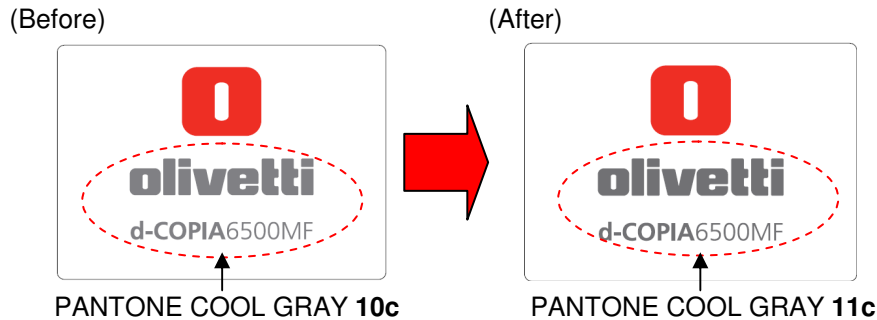 (Before)
olivetti
d-COPIA6500MF
PANTONE COOL GRAY 10c
(After)
olivetti
d-COPIA6500MF
PANTONE COOL GRAY 11c